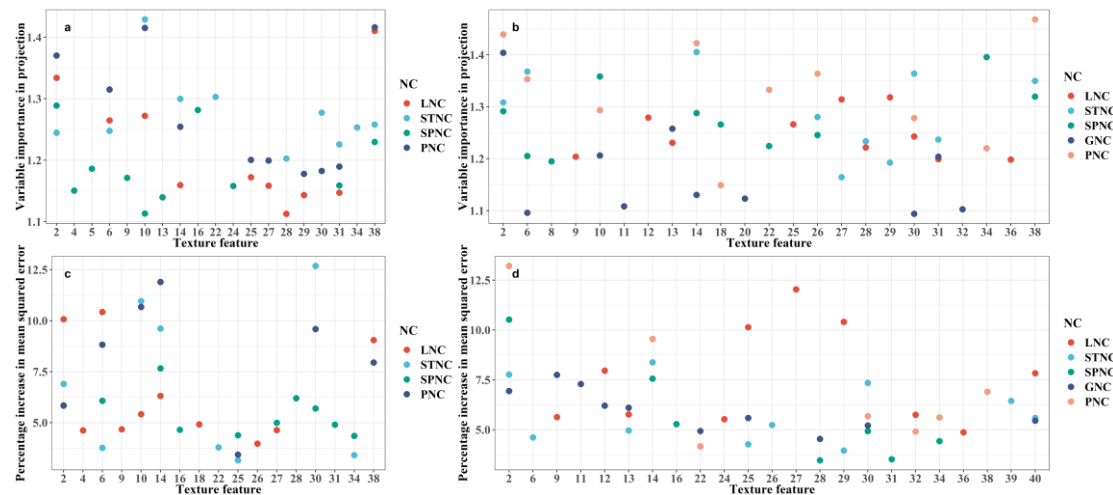 a
Variable importance in projection
1.4
1.3
1.2
1.1
2 4 5 6 9 10 13 14 16 22 24 25 27 28 29 30 31 34 38
Texture feature
NC
LNC
STNC
SPNC
PNC
b
Variable importance in projection
1.4
1.3
1.2
1.1
2 6 8 9 10 11 12 13 14 18 20 22 25 26 27 28 29 30 31 32 34 36 38
Texture feature
NC
LNC
STNC
SPNC
GNC
PNC
c
Percentage increase in mean squared error
12.5
10.0
7.5
5.0
2 4 6 9 10 14 16 18 22 25 26 27 28 30 31 34 38
Texture feature
NC
LNC
STNC
SPNC
PNC
d
Percentage increase in mean squared error
12.5
10.0
7.5
5.0
2 6 9 11 12 13 14 16 22 24 25 26 27 28 29 30 31 32 34 36 38 39 40
Texture feature
NC
LNC
STNC
SPNC
GNC
PNC